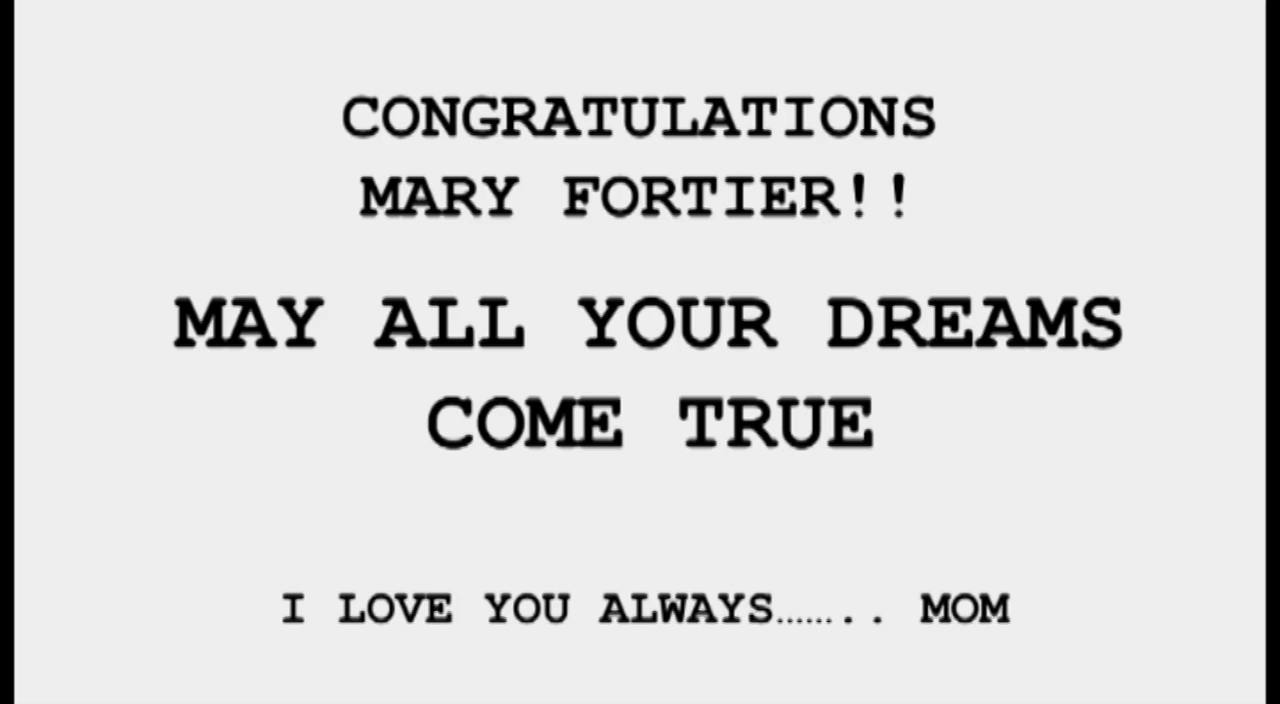 CONGRATULATIONS
MARY FORTIER!!
MAY ALL YOUR DREAMS
COME TRUE
I LOVE YOU ALWAYS…….. MOM